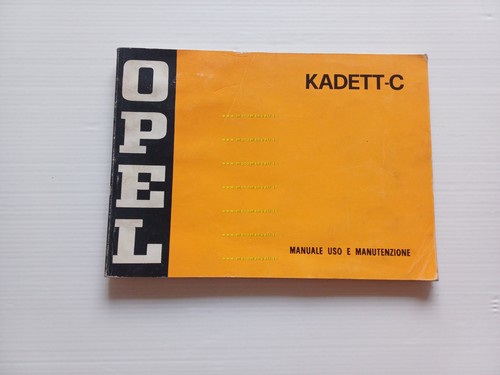 OPEL
KADETT-C
MANUALE USO E MANUTENZIONE